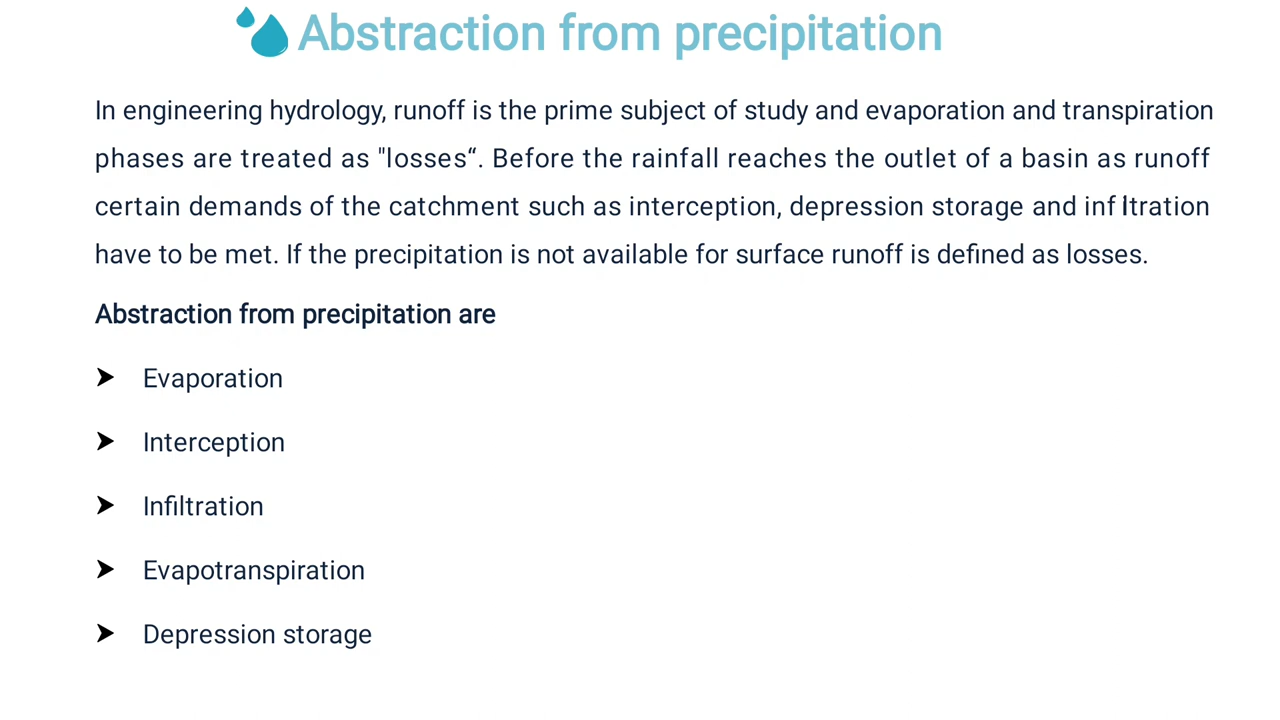 Abstraction from precipitation
In engineering hydrology, runoff is the prime subject of study and evaporation and transpiration
phases are treated as "losses“. Before the rainfall reaches the outlet of a basin as runoff
certain demands of the catchment such as interception, depression storage and infiltration
have to be met. If the precipitation is not available for surface runoff is defined as losses.
Abstraction from precipitation are
➤ Evaporation
➤ Interception
➤ Infiltration
➤ Evapotranspiration
➤ Depression storage